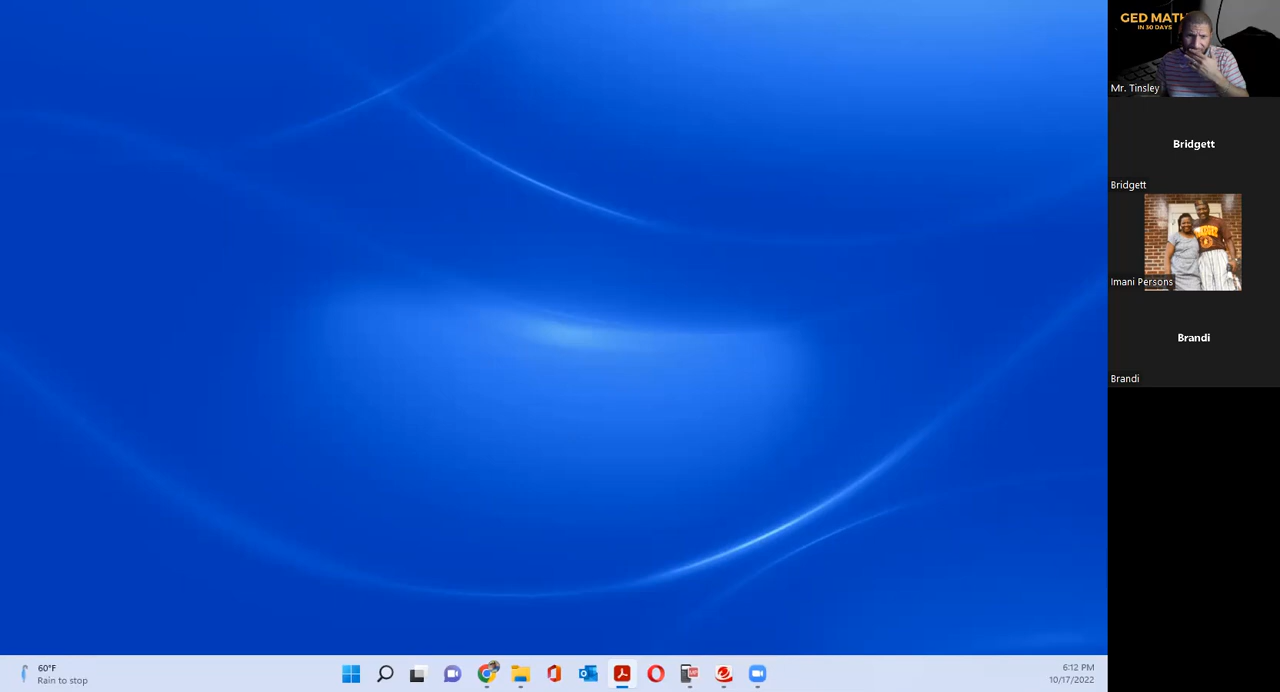 GED MATH
IN 30 DAYS
Mr. Tinsley
Bridgett
Bridgett
Imani Persons
Brandi
Brandi
60°F
Rain to stop
6:12 PM
10/17/2022